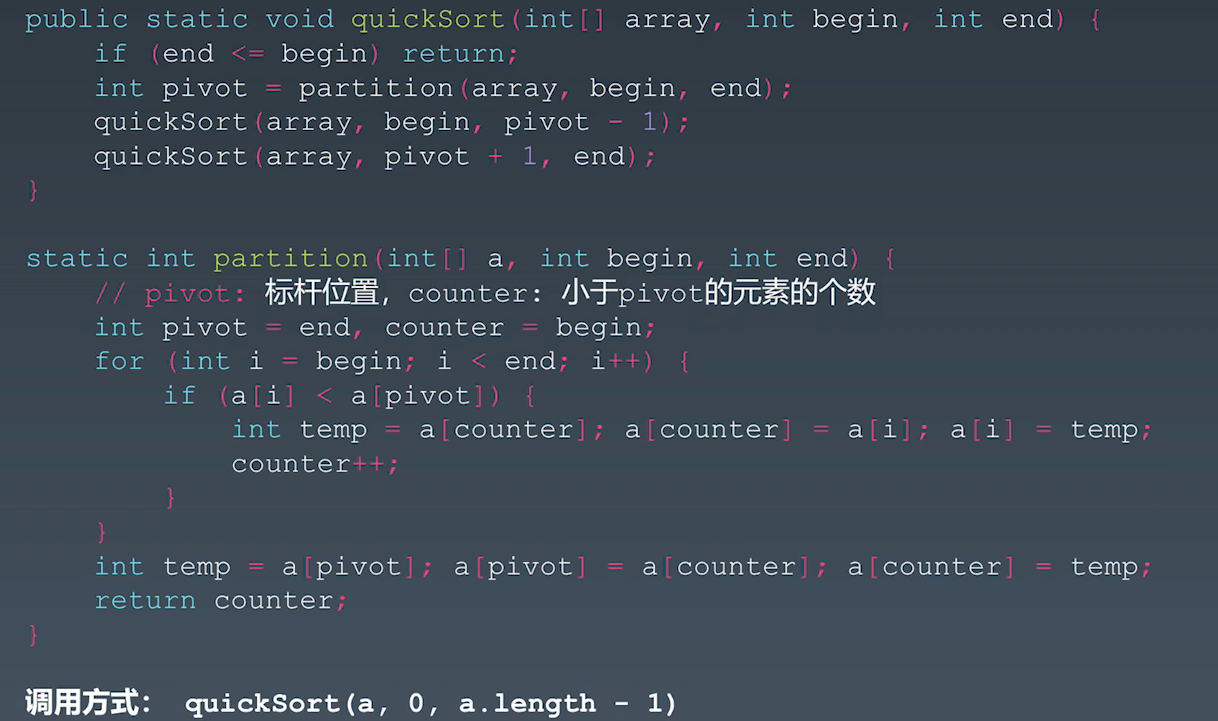 public static void quickSort(int[] array, int begin, int end) {
    if (end <= begin) return;
    int pivot = partition(array, begin, end);
    quickSort(array, begin, pivot - 1);
    quickSort(array, pivot + 1, end);
}
static int partition(int[] a, int begin, int end) {
    // pivot: 标杆位置，counter: 小于pivot的元素的个数
    int pivot = end, counter = begin;
    for (int i = begin; i < end; i++) {
        if (a[i] < a[pivot]) {
            int temp = a[counter]; a[counter] = a[i]; a[i] = temp;
            counter++;
        }
    }
    int temp = a[pivot]; a[pivot] = a[counter]; a[counter] = temp;
    return counter;
}
调用方式： quickSort(a, 0, a.length - 1)